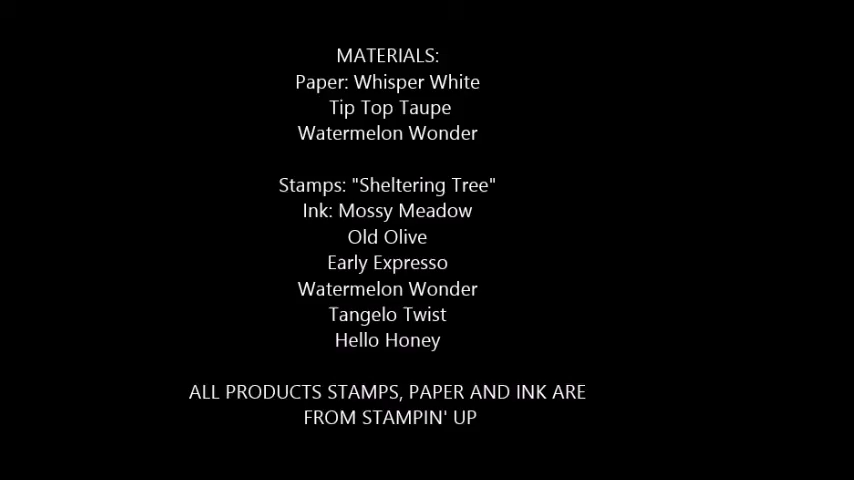 MATERIALS:
Paper: Whisper White
Tip Top Taupe
Watermelon Wonder
Stamps: "Sheltering Tree"
Ink: Mossy Meadow
Old Olive
Early Expresso
Watermelon Wonder
Tangelo Twist
Hello Honey
ALL PRODUCTS STAMPS, PAPER AND INK ARE
FROM STAMPIN' UP